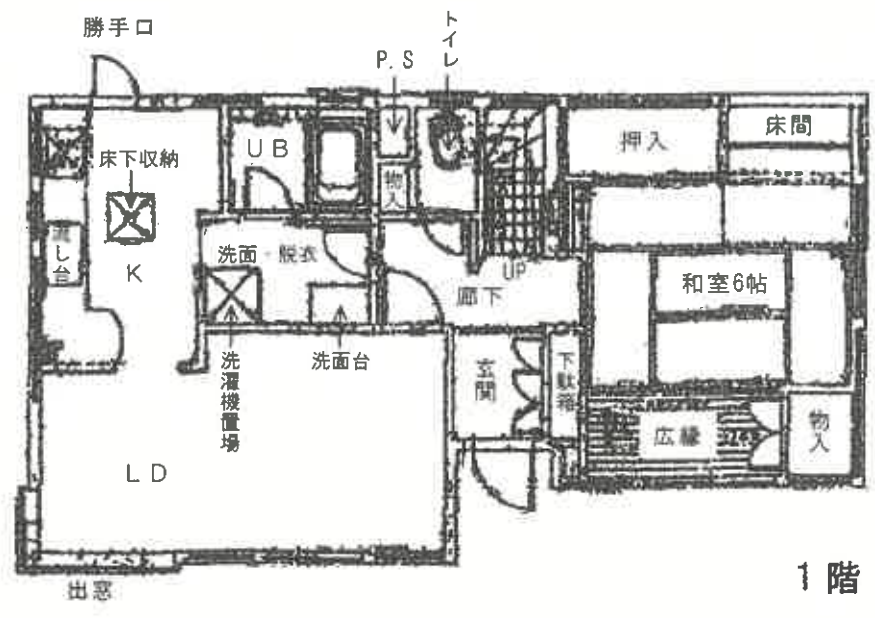 勝手口
トイレ
P.S
床下収納
UB
物入
押入
床間
流し台
K
洗面・脱衣
UP
廊下
和室6帖
洗濯機置場
洗面台
玄関
下駄箱
広縁
物入
LD
出窓
1階